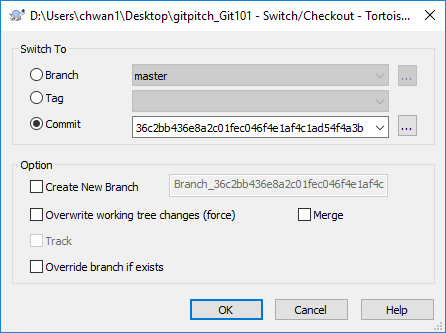 D:\Users\chwan1\Desktop\gitpitch_Git101 - Switch/Checkout - Tortois...
Switch To
Branch
master
...
Tag
Commit
36c2bb436e8a2c01fec046f4e1af4c1ad54f4a3b
...
Option
Create New Branch
Branch_36c2bb436e8a2c01fec046f4e1af4c
Overwrite working tree changes (force)
Merge
Track
Override branch if exists
OK
Cancel
Help